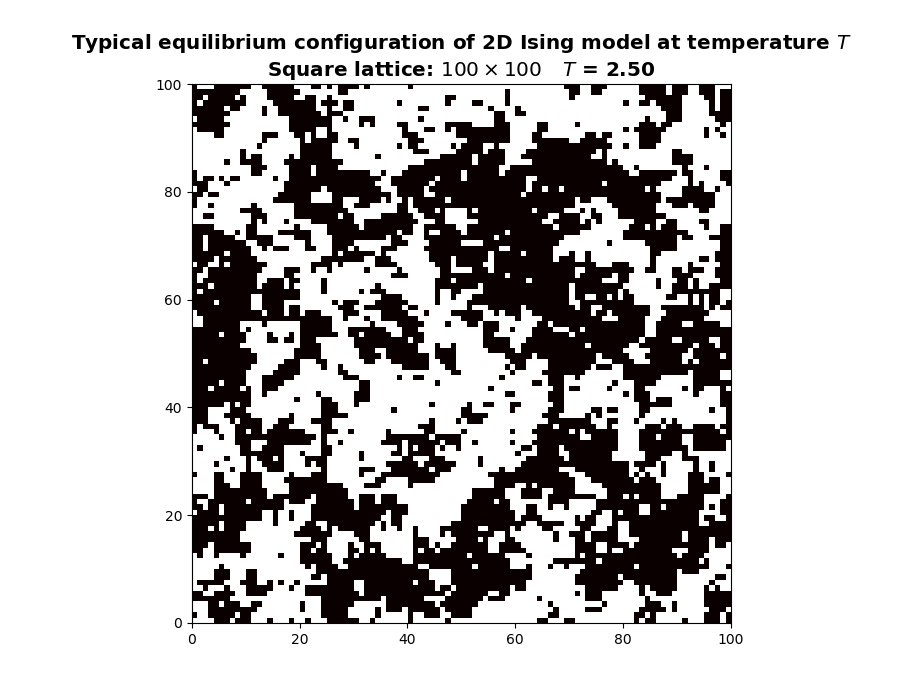 Typical equilibrium configuration of 2D Ising model at temperature T
Square lattice: 100 × 100 T = 2.50
100
80
60
40
20
0
0 20 40 60 80 100